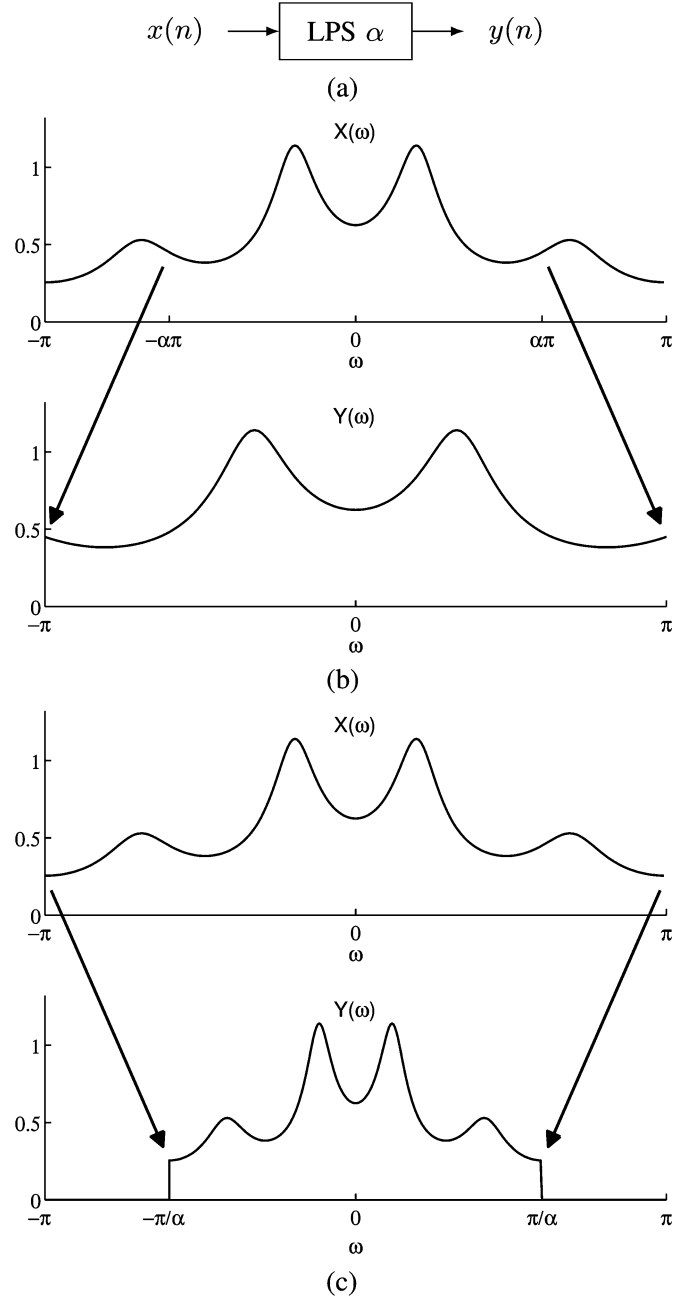 x(n) LPS α y(n)
(a)
X(ω)
1
0.5
0
−π −απ 0 απ π
ω
Y(ω)
1
0.5
0
−π 0 π
ω
(b)
X(ω)
1
0.5
0
−π 0 π
ω
Y(ω)
1
0.5
0
−π −π/α 0 π/α π
ω
(c)